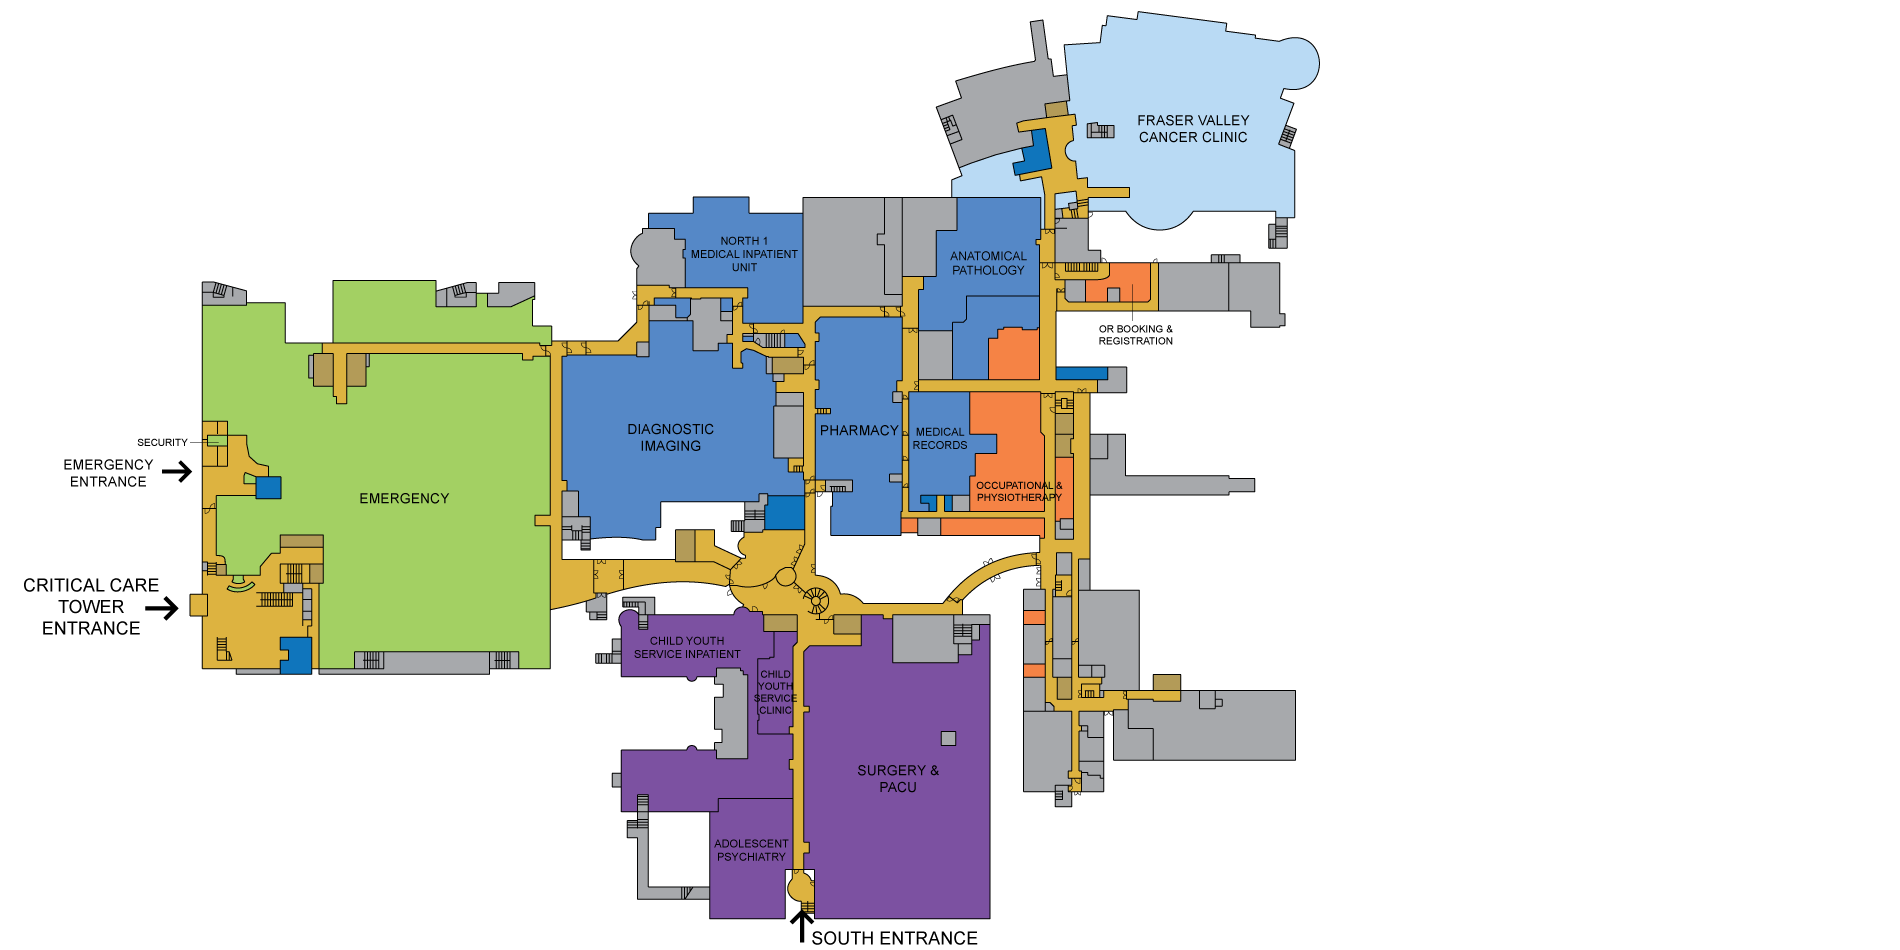 FRASER VALLEY
CANCER CLINIC
NORTH 1
MEDICAL INPATIENT
UNIT
ANATOMICAL
PATHOLOGY
OR BOOKING &
REGISTRATION
DIAGNOSTIC
IMAGING
PHARMACY
MEDICAL
RECORDS
SECURITY
EMERGENCY
ENTRANCE
EMERGENCY
OCCUPATIONAL &
PHYSIOTHERAPY
CRITICAL CARE
TOWER
ENTRANCE
CHILD YOUTH
SERVICE INPATIENT
CHILD
YOUTH
SERVICE
CLINIC
SURGERY &
PACU
ADOLESCENT
PSYCHIATRY
SOUTH ENTRANCE